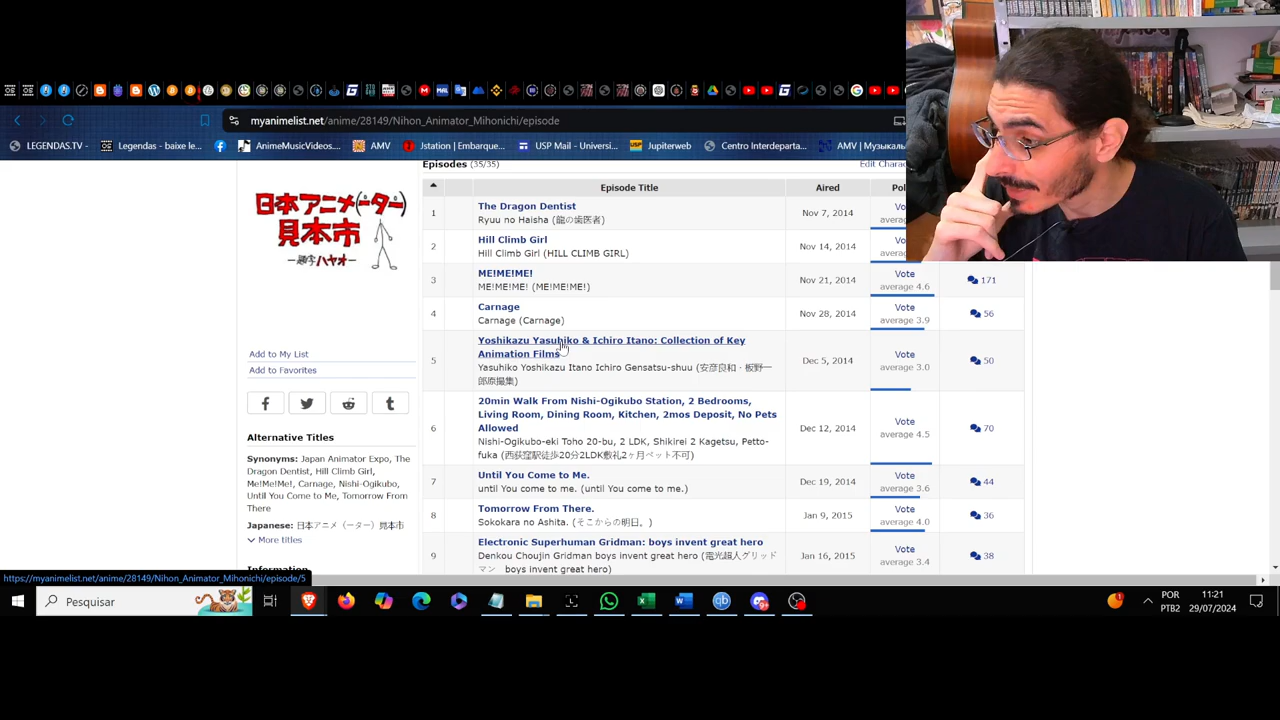 myanimelist.net/anime/28149/Nihon_Animator_Mihonichi/episode
LEGENDAS.TV -
Legendas - baixe le...
AnimeMusicVideos....
AMV
Jstation | Embarque...
USP Mail - Universi...
Jupiterweb
Centro Interdeparta...
AMV | Музыкаль
Episodes (35/35)
Edit Charac
Episode Title
Aired
Pol
日本アニメ(ーター)
見本市
1
The Dragon Dentist
Ryuu no Haisha (龍の歯医者)
Nov 7, 2014
Vo
average
2
Hill Climb Girl
Hill Climb Girl (HILL CLIMB GIRL)
Nov 14, 2014
Vo
average
3
ME!ME!ME!
ME!ME!ME! (ME!ME!ME!)
Nov 21, 2014
Vote
average 4.6
171
4
Carnage
Carnage (Carnage)
Nov 28, 2014
Vote
average 3.9
56
5
Yoshikazu Yasuhiko & Ichiro Itano: Collection of Key
Animation Films
Yasuhiko Yoshikazu Itano Ichiro Gensatsu-shuu (安彦良和・板野一
郎原撮集)
Dec 5, 2014
Vote
average 3.0
50
6
20min Walk From Nishi-Ogikubo Station, 2 Bedrooms,
Living Room, Dining Room, Kitchen, 2mos Deposit, No Pets
Allowed
Nishi-Ogikubo-eki Toho 20-bu, 2 LDK, Shikirei 2 Kagetsu, Petto-
fuka (西荻窪駅徒歩20分2LDK敷礼2ヶ月ペット不可)
Dec 12, 2014
Vote
average 4.5
70
7
Until You Come to Me.
until You come to me. (until You come to me.)
Dec 19, 2014
Vote
average 3.6
44
8
Tomorrow From There.
Sokokara no Ashita. (そこからの明日。)
Jan 9, 2015
Vote
average 4.0
36
9
Electronic Superhuman Gridman: boys invent great hero
Denkou Choujin Gridman boys invent great hero (電光超人グリッド
マン boys invent great hero)
Jan 16, 2015
Vote
average 3.4
38
Add to My List
Add to Favorites
Alternative Titles
Synonyms: Japan Animator Expo, The
Dragon Dentist, Hill Climb Girl,
Me!Me!Me!, Carnage, Nishi-Ogikubo,
Until You Come to Me, Tomorrow From
There
Japanese: 日本アニメ（ーター）見本市
More titles
Information
https://myanimelist.net/anime/28149/Nihon_Animator_Mihonichi/episode/5
Pesquisar
POR
PTB2
11:21
29/07/2024